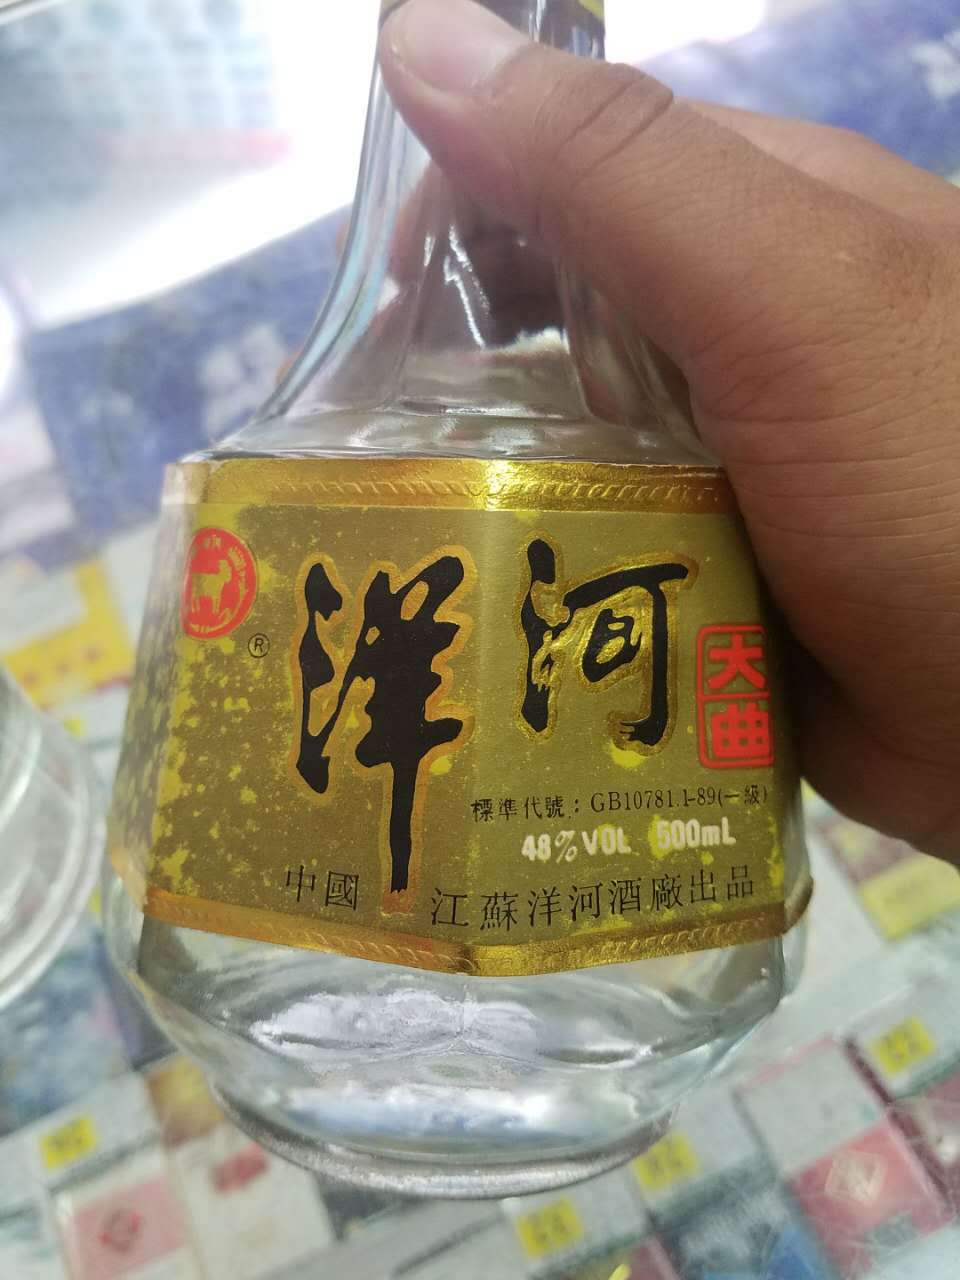 洋河
大曲
®
標準代號：GB10781.1-89(一級)
48%VOL 500mL
中國 江蘇洋河酒廠出品